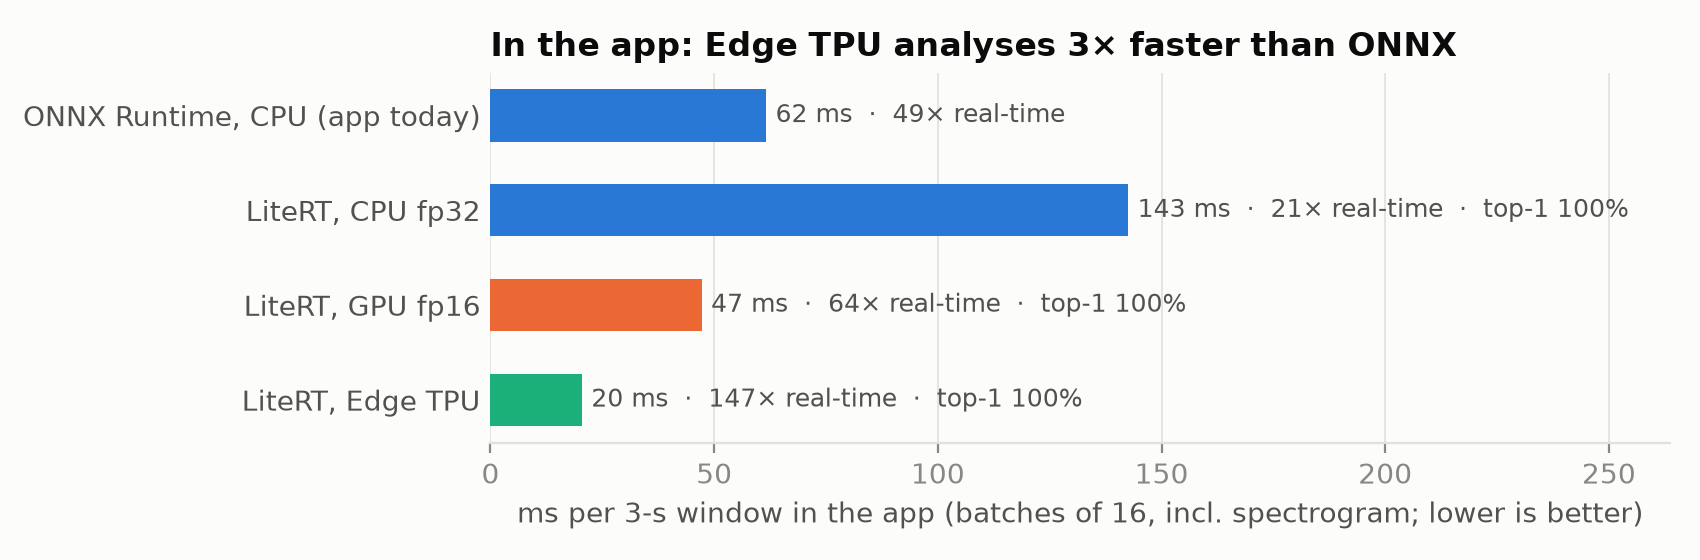 In the app: Edge TPU analyses 3× faster than ONNX
ONNX Runtime, CPU (app today) 62 ms · 49× real-time
LiteRT, CPU fp32 143 ms · 21× real-time · top-1 100%
LiteRT, GPU fp16 47 ms · 64× real-time · top-1 100%
LiteRT, Edge TPU 20 ms · 147× real-time · top-1 100%
0 50 100 150 200 250
ms per 3-s window in the app (batches of 16, incl. spectrogram; lower is better)